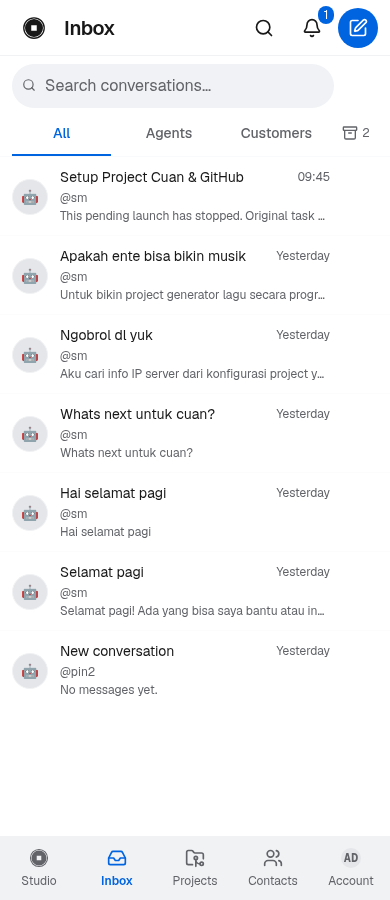 Inbox
1
Search conversations...
All
Agents
Customers
2
Setup Project Cuan & GitHub
09:45
@sm
This pending launch has stopped. Original task ...
Apakah ente bisa bikin musik
Yesterday
@sm
Untuk bikin project generator lagu secara progr...
Ngobrol dl yuk
Yesterday
@sm
Aku cari info IP server dari konfigurasi project y...
Whats next untuk cuan?
Yesterday
@sm
Whats next untuk cuan?
Hai selamat pagi
Yesterday
@sm
Hai selamat pagi
Selamat pagi
Yesterday
@sm
Selamat pagi! Ada yang bisa saya bantu atau in...
New conversation
Yesterday
@pin2
No messages yet.
Studio
Inbox
Projects
Contacts
AD
Account